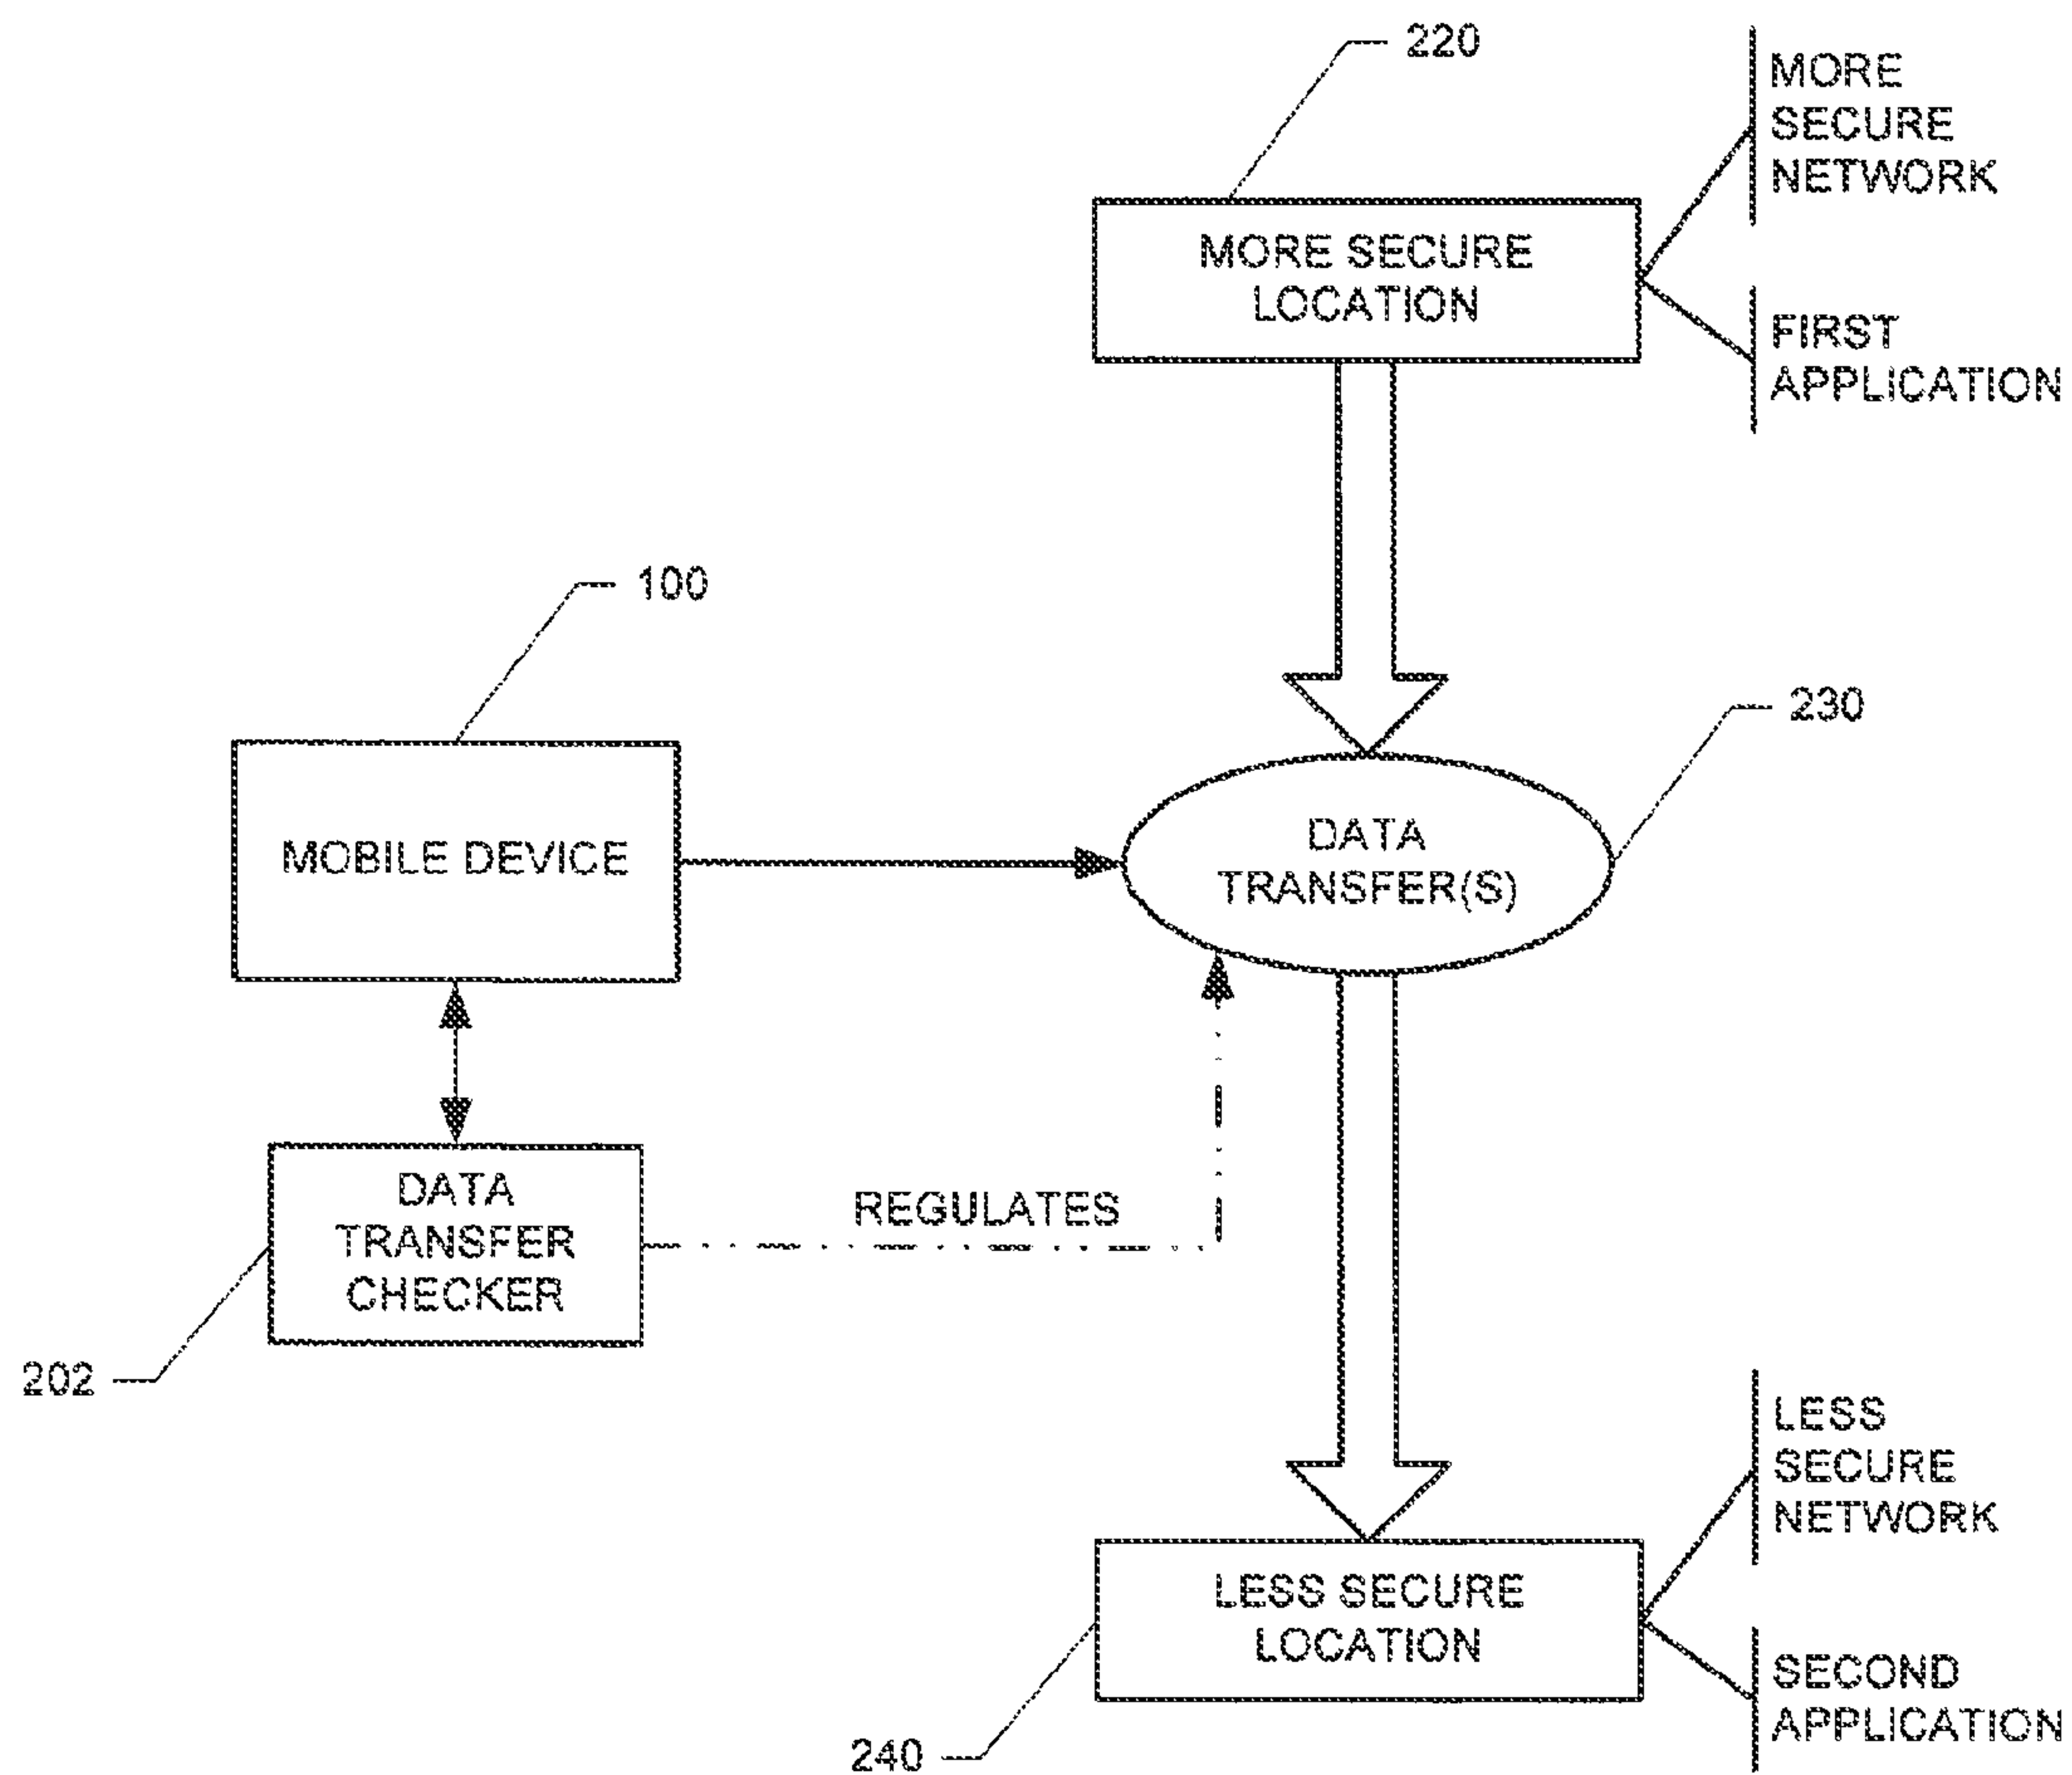 220
MORE
SECURE
NETWORK
MORE SECURE
LOCATION
FIRST
APPLICATION
100
230
MOBILE DEVICE
DATA
TRANSFER(S)
DATA
TRANSFER
CHECKER
REGULATES
202
LESS
SECURE
NETWORK
LESS SECURE
LOCATION
SECOND
APPLICATION
240